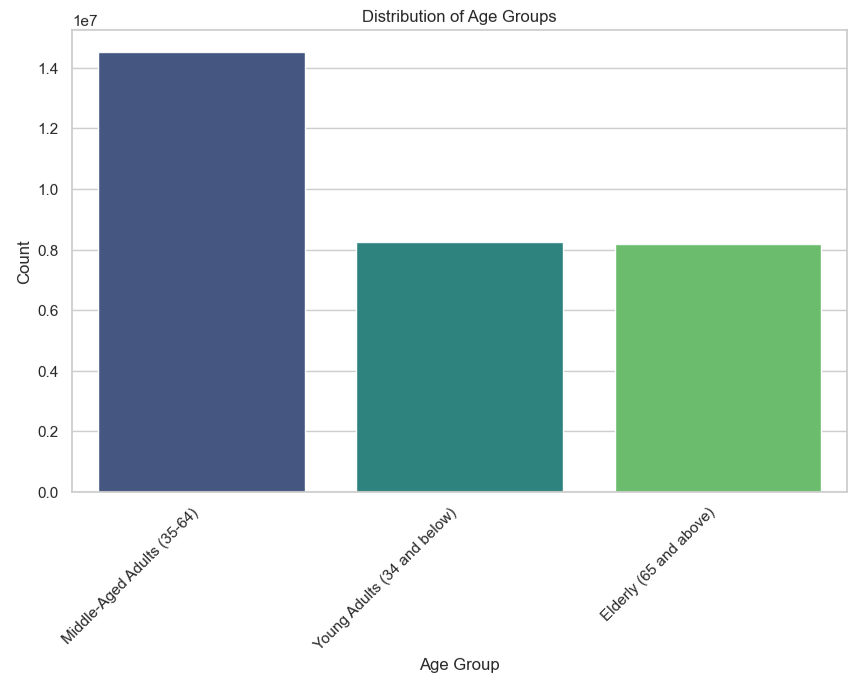 Distribution of Age Groups
1e7
1.4
1.2
1.0
0.8
0.6
0.4
0.2
0.0
Count
Middle-Aged Adults (35-64)
Young Adults (34 and below)
Elderly (65 and above)
Age Group